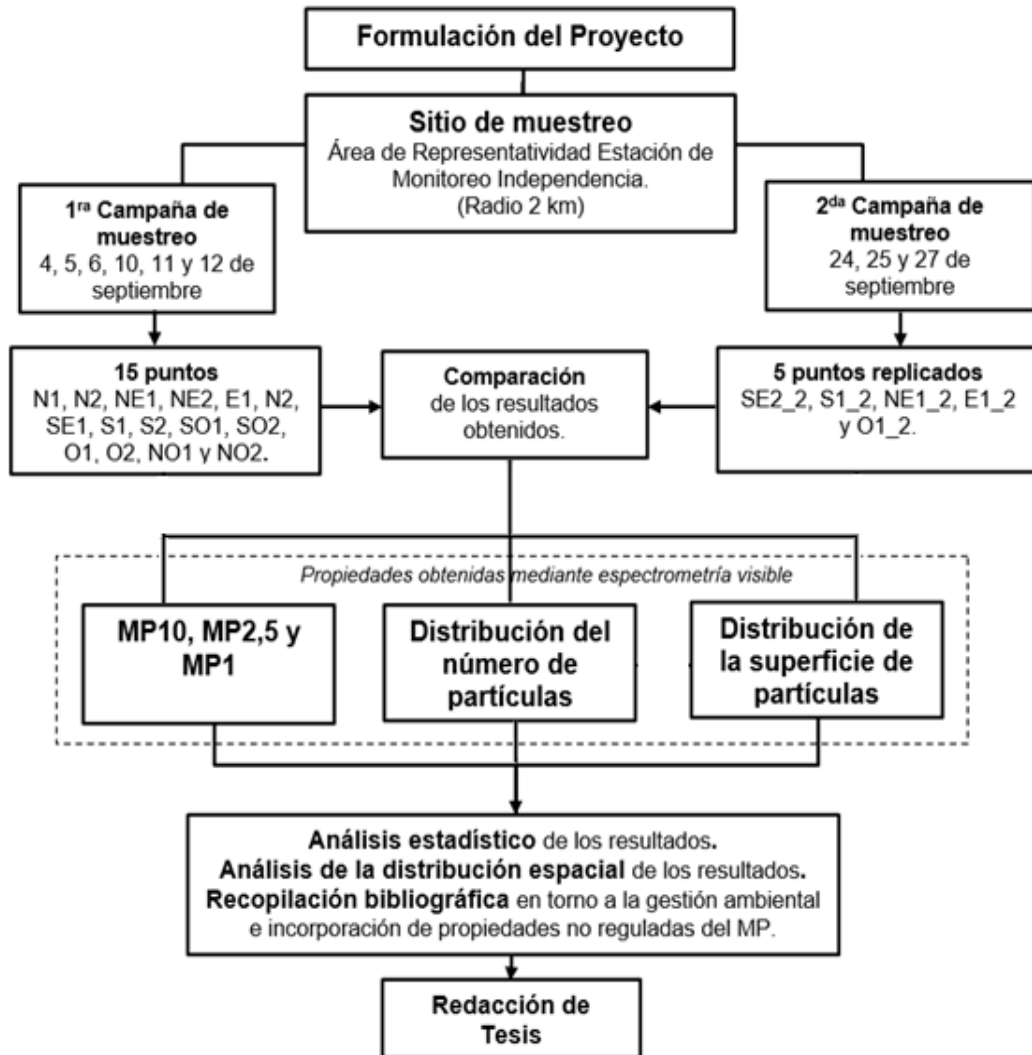 Formulación del Proyecto
Sitio de muestreo
Área de Representatividad Estación de
Monitoreo Independencia.
(Radio 2 km)
1ra Campaña de
muestreo
4, 5, 6, 10, 11 y 12 de
septiembre
2da Campaña de
muestreo
24, 25 y 27 de
septiembre
15 puntos
N1, N2, NE1, NE2, E1, N2,
SE1, S1, S2, SO1, SO2,
O1, O2, NO1 y NO2.
Comparación
de los resultados
obtenidos.
5 puntos replicados
SE2_2, S1_2, NE1_2, E1_2
y O1_2.
Propiedades obtenidas mediante espectrometría visible
MP10, MP2,5 y
MP1
Distribución del
número de
partículas
Distribución de
la superficie de
partículas
Análisis estadístico de los resultados.
Análisis de la distribución espacial de los resultados.
Recopilación bibliográfica en torno a la gestión ambiental
e incorporación de propiedades no reguladas del MP.
Redacción de
Tesis